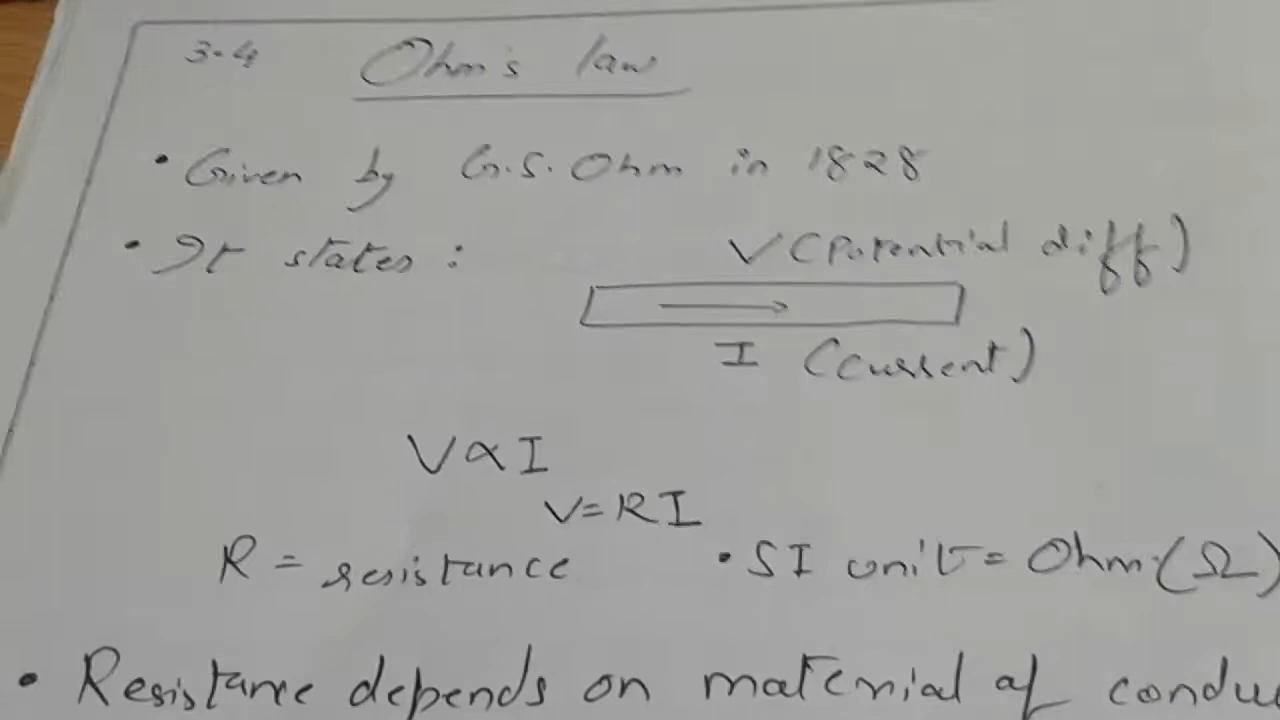 3.4 Ohm's law
• Given by G.S. Ohm in 1828
• It states :
V (Potential diff)
I (Current)
V ∝ I
V = RI
R = resistance • SI unit = Ohm (Ω)
• Resistance depends on material of condu